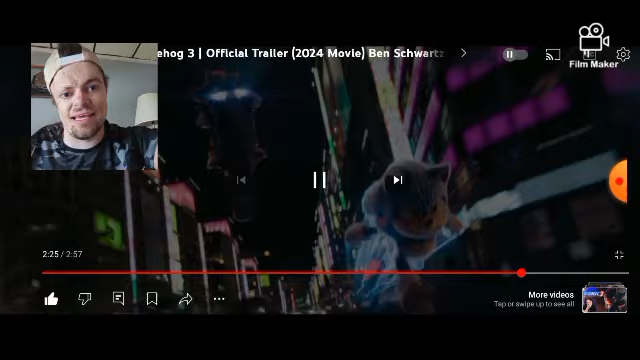 ehog 3 | Official Trailer (2024 Movie) Ben Schwartz
Film Maker
2:25 / 2:57
More videos
Tap or swipe up to see all